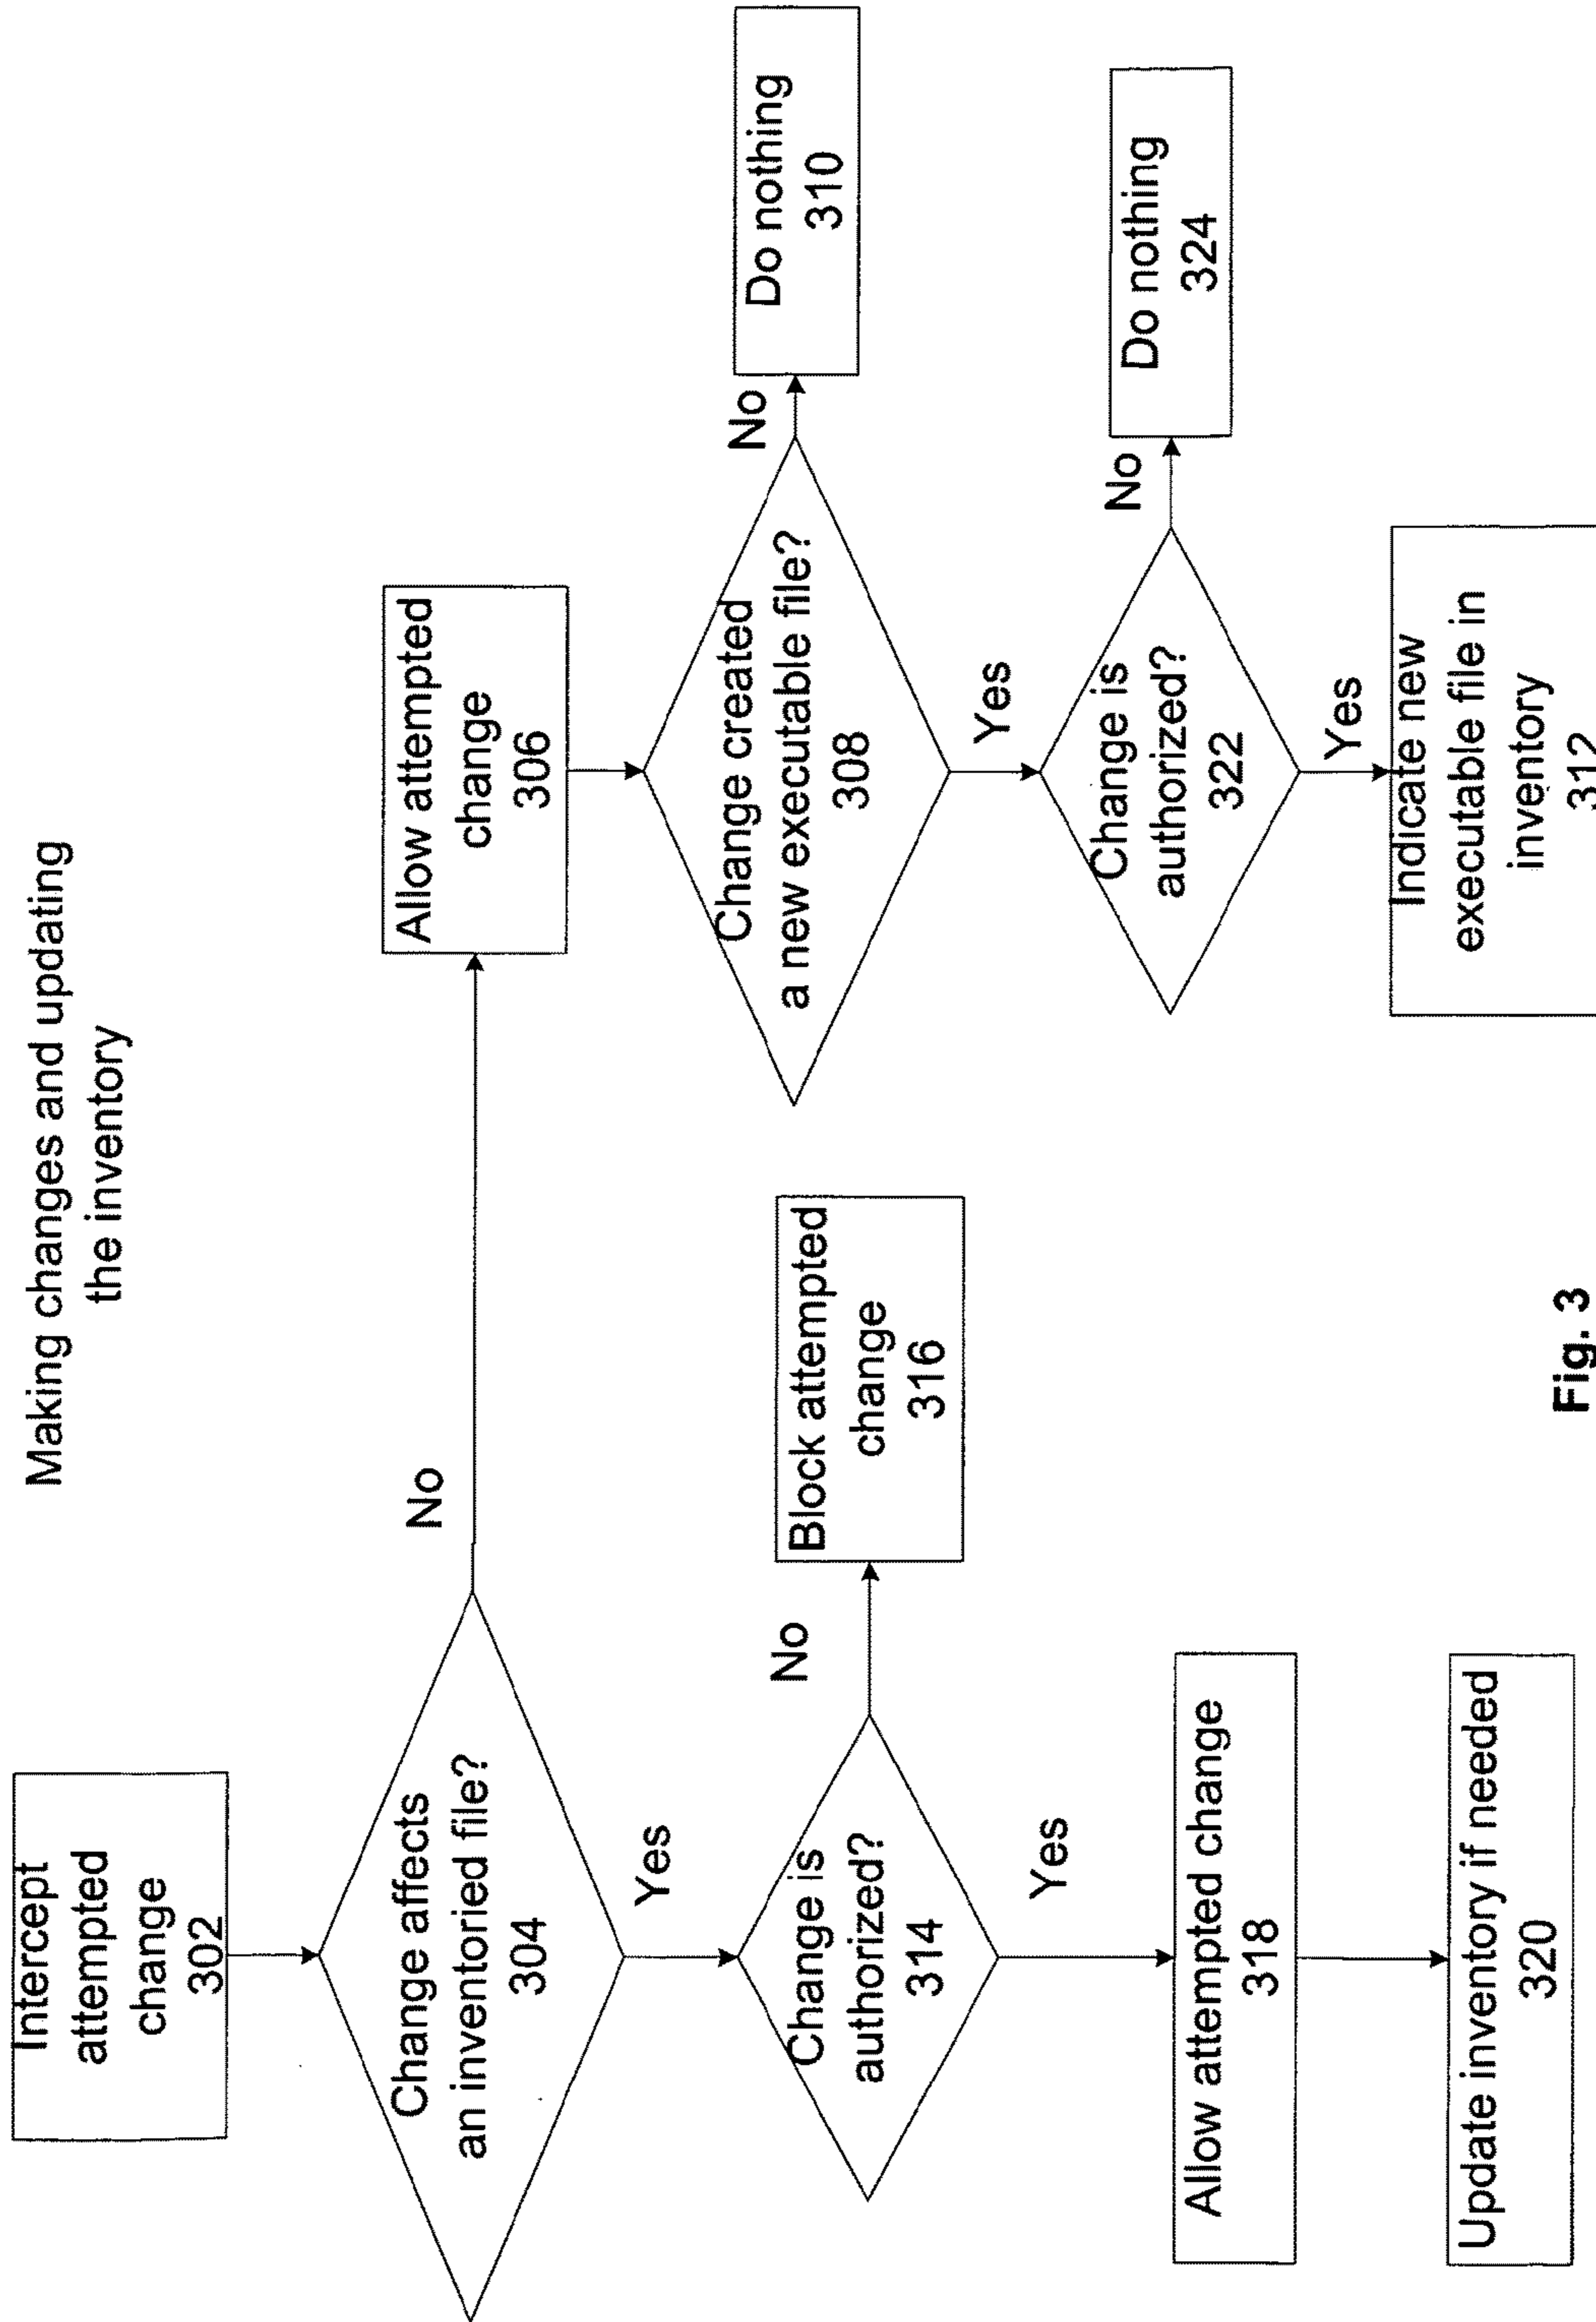 Making changes and updating
the inventory
Intercept
attempted
change
302
Change affects
an inventoried file?
304
No
Yes
Allow attempted
change
306
Change created
a new executable file?
308
No
Do nothing
310
Yes
Change is
authorized?
322
No
Do nothing
324
Yes
Indicate new
executable file in
inventory
312
Change is
authorized?
314
No
Block attempted
change
316
Yes
Allow attempted change
318
Update inventory if needed
320
Fig. 3